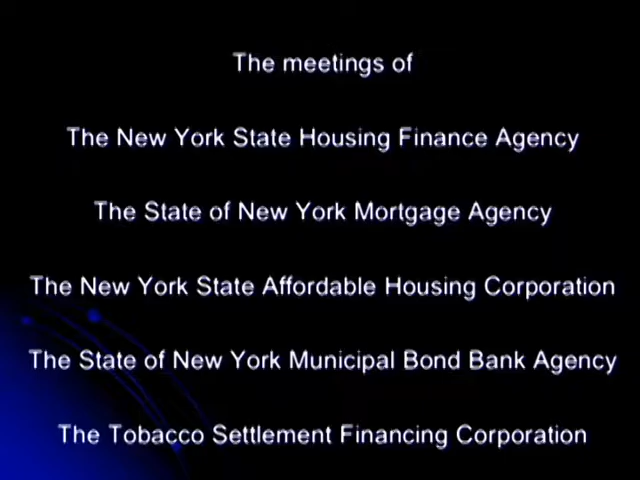 The meetings of
The New York State Housing Finance Agency
The State of New York Mortgage Agency
The New York State Affordable Housing Corporation
The State of New York Municipal Bond Bank Agency
The Tobacco Settlement Financing Corporation